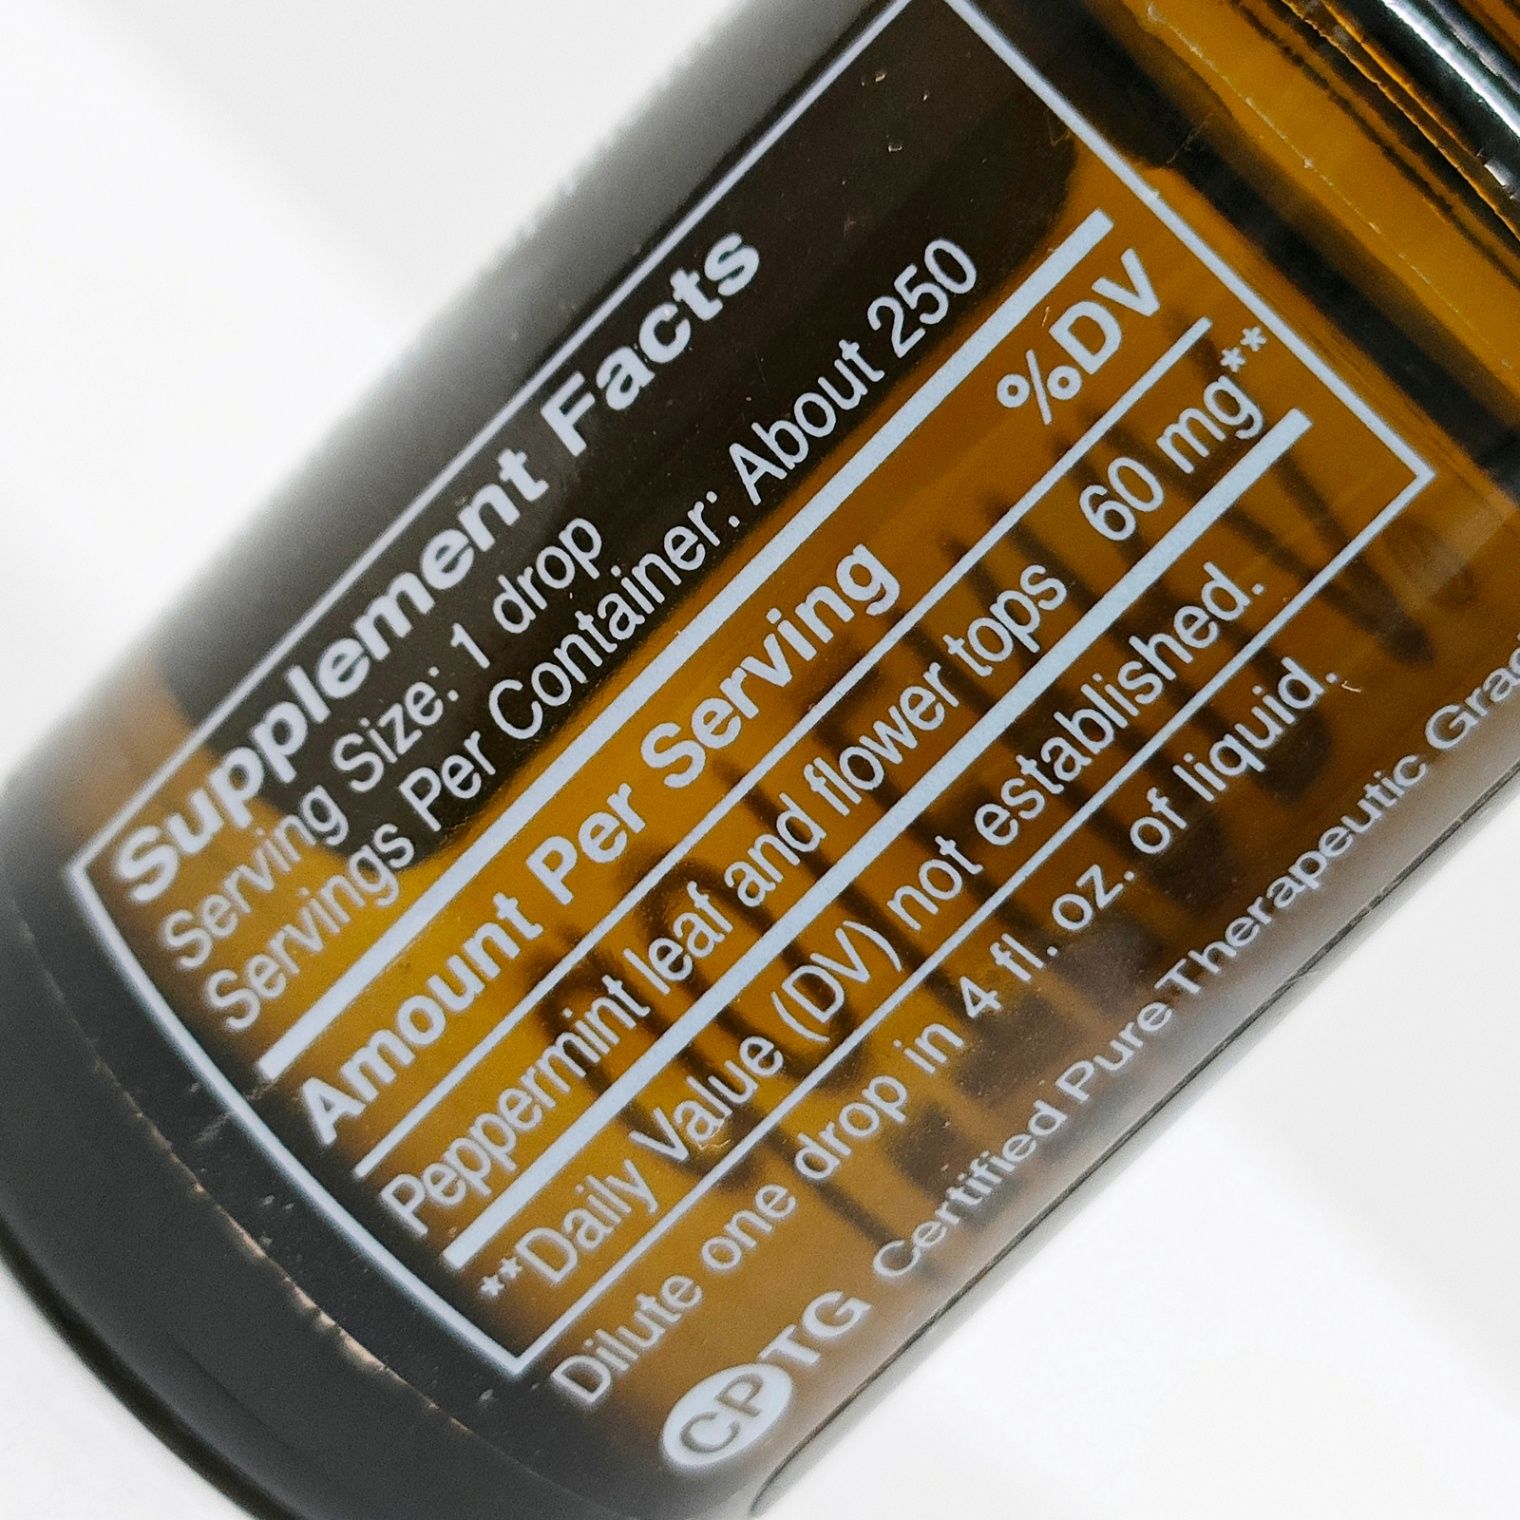 Supplement Facts
Serving Size: 1 drop
Servings Per Container: About 250
Amount Per Serving %DV
Peppermint leaf and flower tops 60 mg**
**Daily Value (DV) not established.
Dilute one drop in 4 fl. oz. of liquid.
CPTG Certified Pure Therapeutic